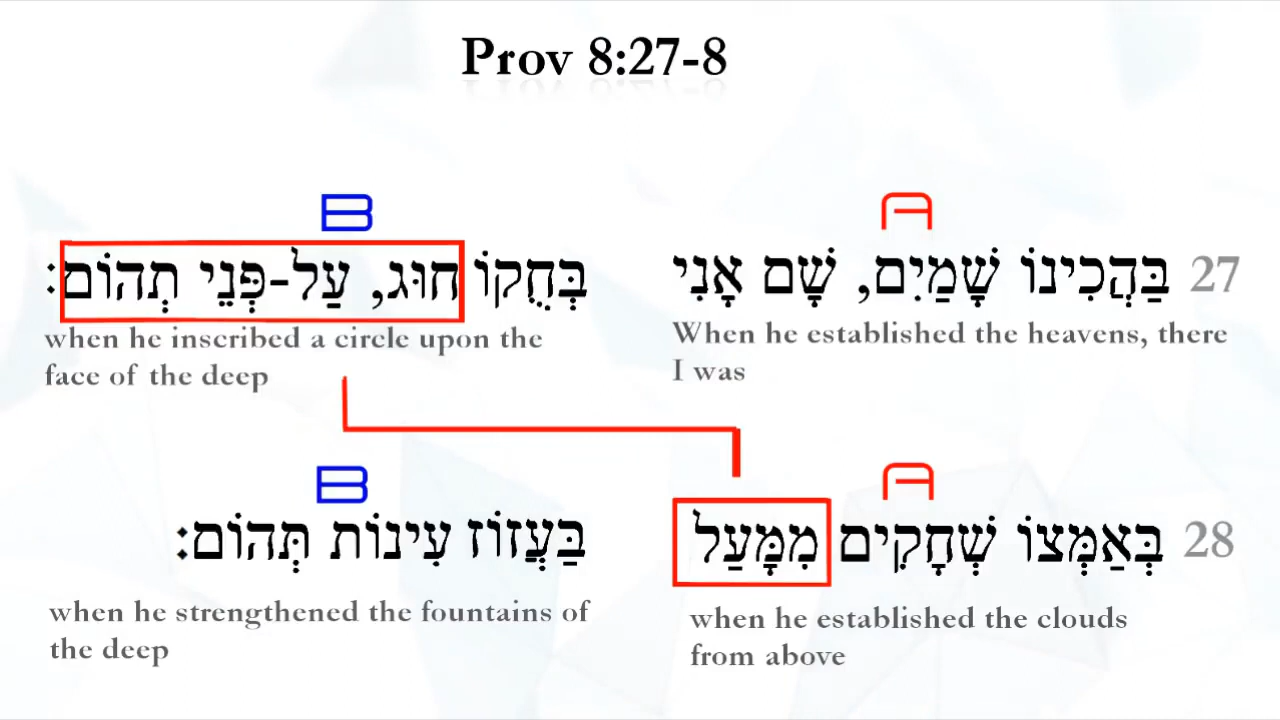 Prov 8:27-8
A
27 בַּהֲכִינוֹ שָׁמַיִם, שָׁם אָנִי
When he established the heavens, there
I was
B
בְּחֻקוֹ חוּג, עַל-פְּנֵי תְהוֹם:
when he inscribed a circle upon the
face of the deep
A
28 בְּאַמְּצוֹ שְׁחָקִים מִמָּעַל
when he established the clouds
from above
B
בַּעֲזוֹז עִינוֹת תְּהוֹם:
when he strengthened the fountains of
the deep